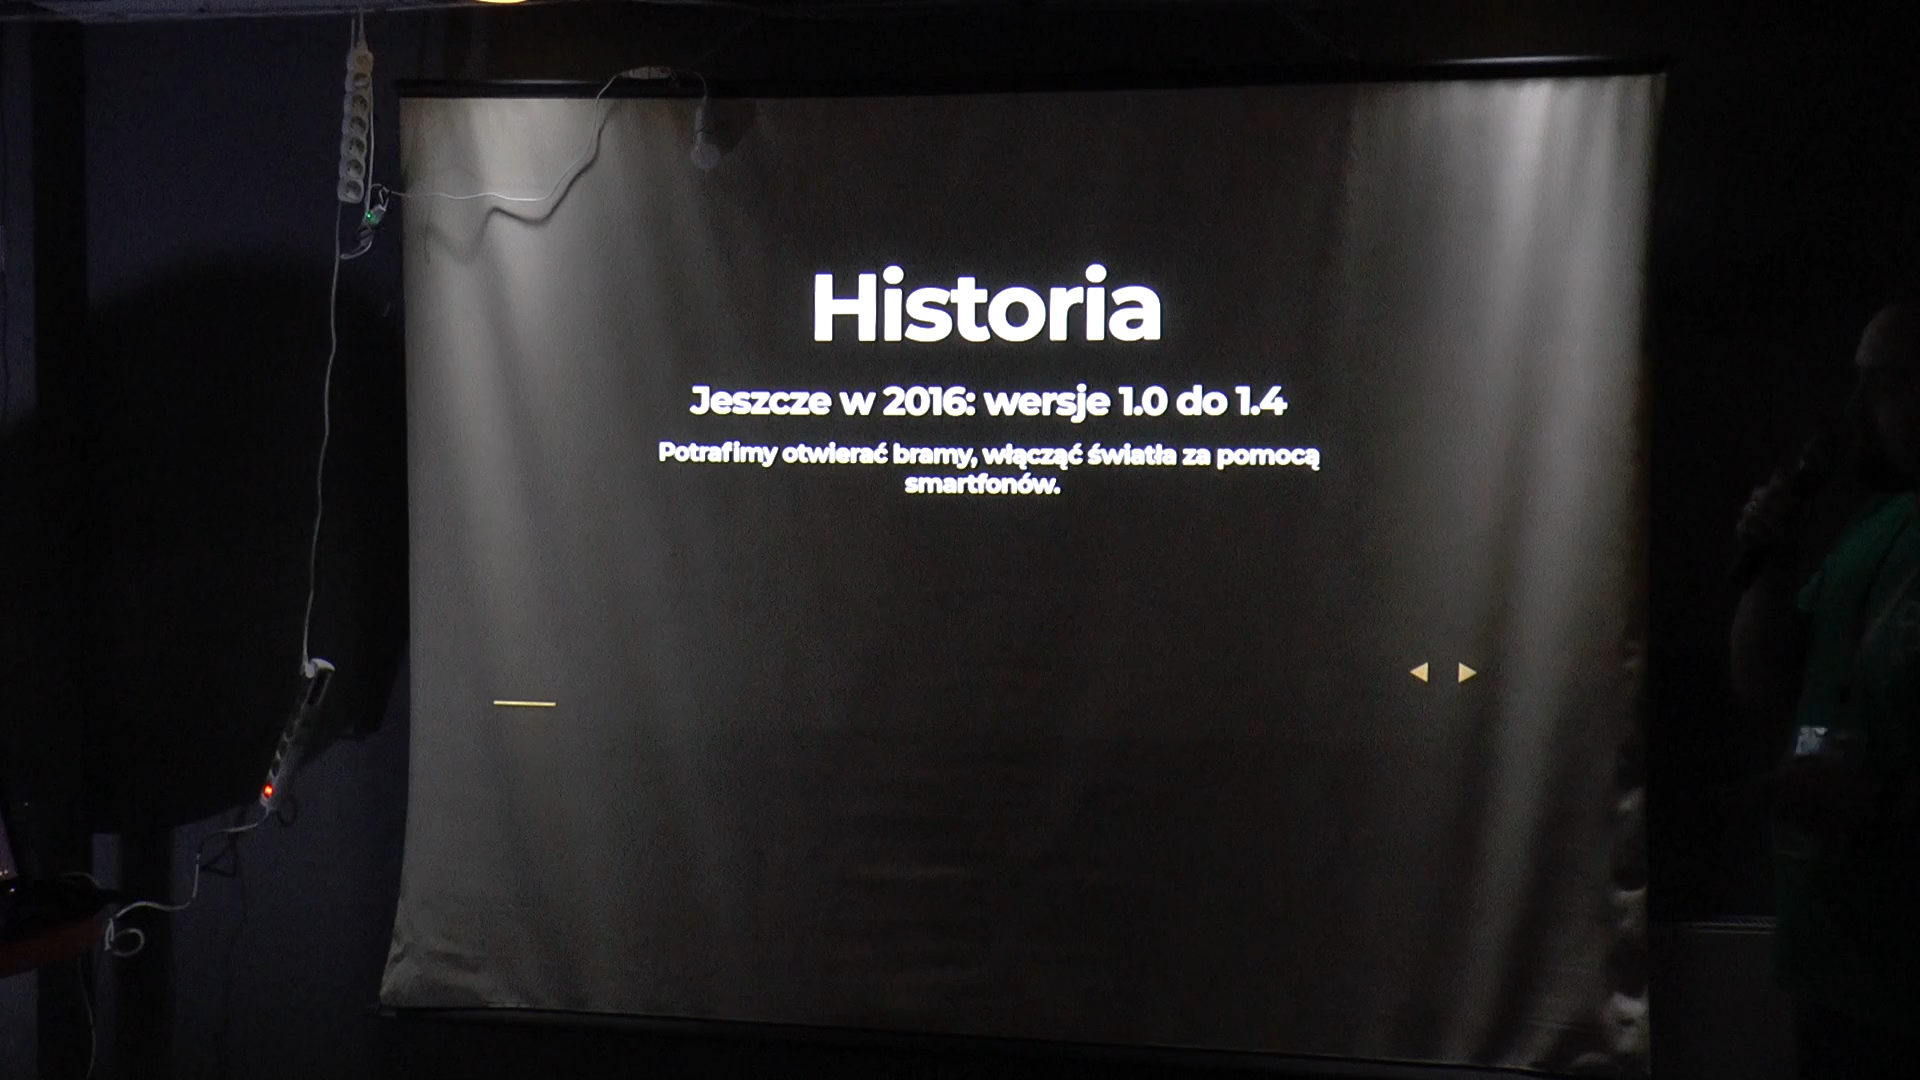 Historia
Jeszcze w 2016: wersje 1.0 do 1.4
Potrafimy otwierać bramy, włączać światła za pomocą
smartfonów.